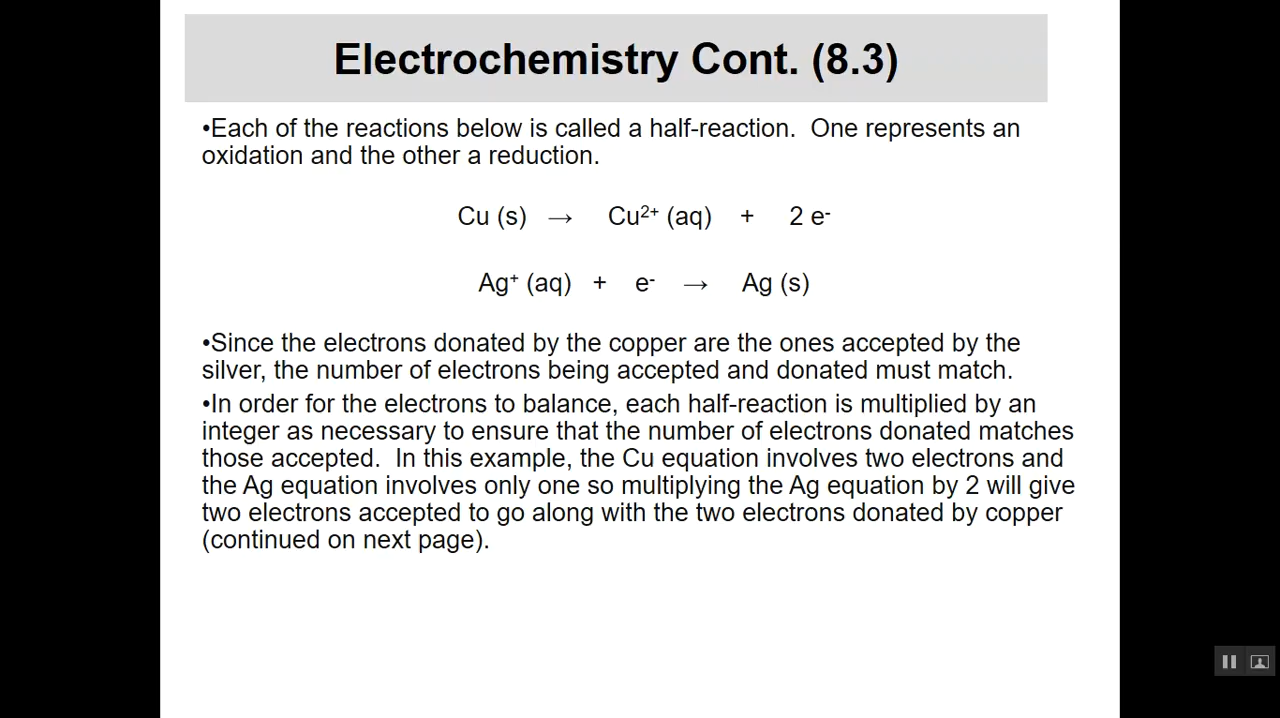 Electrochemistry Cont. (8.3)
•Each of the reactions below is called a half-reaction.  One represents an
oxidation and the other a reduction.
Cu (s) → Cu²⁺ (aq) + 2 e⁻
Ag⁺ (aq) + e⁻ → Ag (s)
•Since the electrons donated by the copper are the ones accepted by the
silver, the number of electrons being accepted and donated must match.
•In order for the electrons to balance, each half-reaction is multiplied by an
integer as necessary to ensure that the number of electrons donated matches
those accepted.  In this example, the Cu equation involves two electrons and
the Ag equation involves only one so multiplying the Ag equation by 2 will give
two electrons accepted to go along with the two electrons donated by copper
(continued on next page).